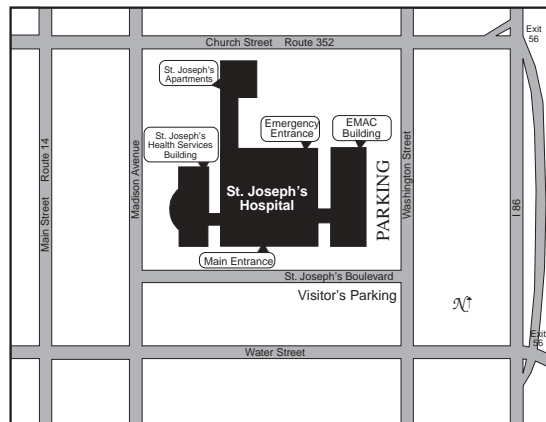 Exit
56
Church Street Route 352
St. Joseph's
Apartments
Emergency
Entrance
EMAC
Building
St. Joseph's
Health Services
Building
St. Joseph's
Hospital
PARKING
Main Street Route 14
Madison Avenue
Washington Street
I 86
Main Entrance
St. Joseph's Boulevard
Visitor's Parking
N
Exit
56
Water Street